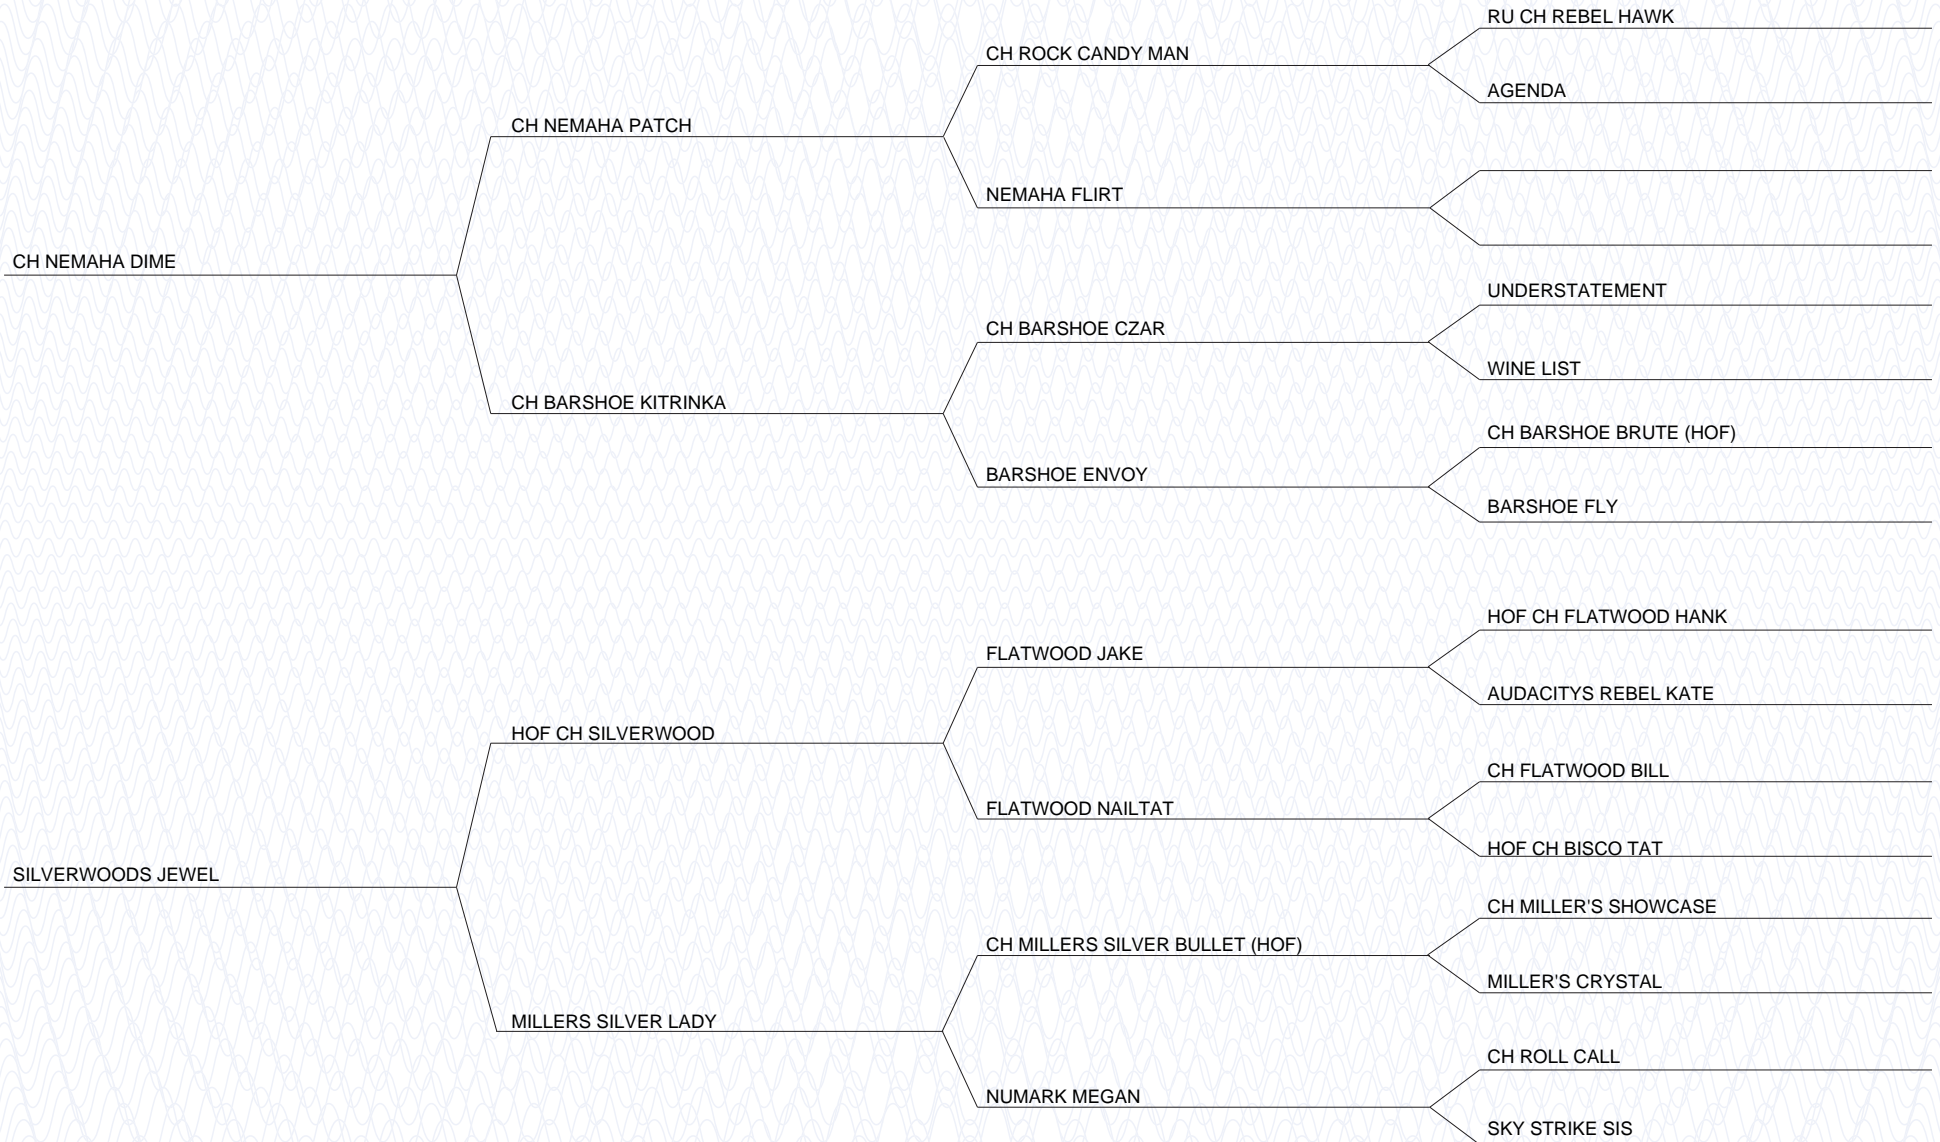 RU CH REBEL HAWK
CH ROCK CANDY MAN
AGENDA
CH NEMAHA PATCH
NEMAHA FLIRT
CH NEMAHA DIME
UNDERSTATEMENT
CH BARSHOE CZAR
WINE LIST
CH BARSHOE KITRINKA
CH BARSHOE BRUTE (HOF)
BARSHOE ENVOY
BARSHOE FLY
HOF CH FLATWOOD HANK
FLATWOOD JAKE
AUDACITYS REBEL KATE
HOF CH SILVERWOOD
CH FLATWOOD BILL
FLATWOOD NAILTAT
HOF CH BISCO TAT
SILVERWOODS JEWEL
CH MILLER'S SHOWCASE
CH MILLERS SILVER BULLET (HOF)
MILLER'S CRYSTAL
MILLERS SILVER LADY
CH ROLL CALL
NUMARK MEGAN
SKY STRIKE SIS